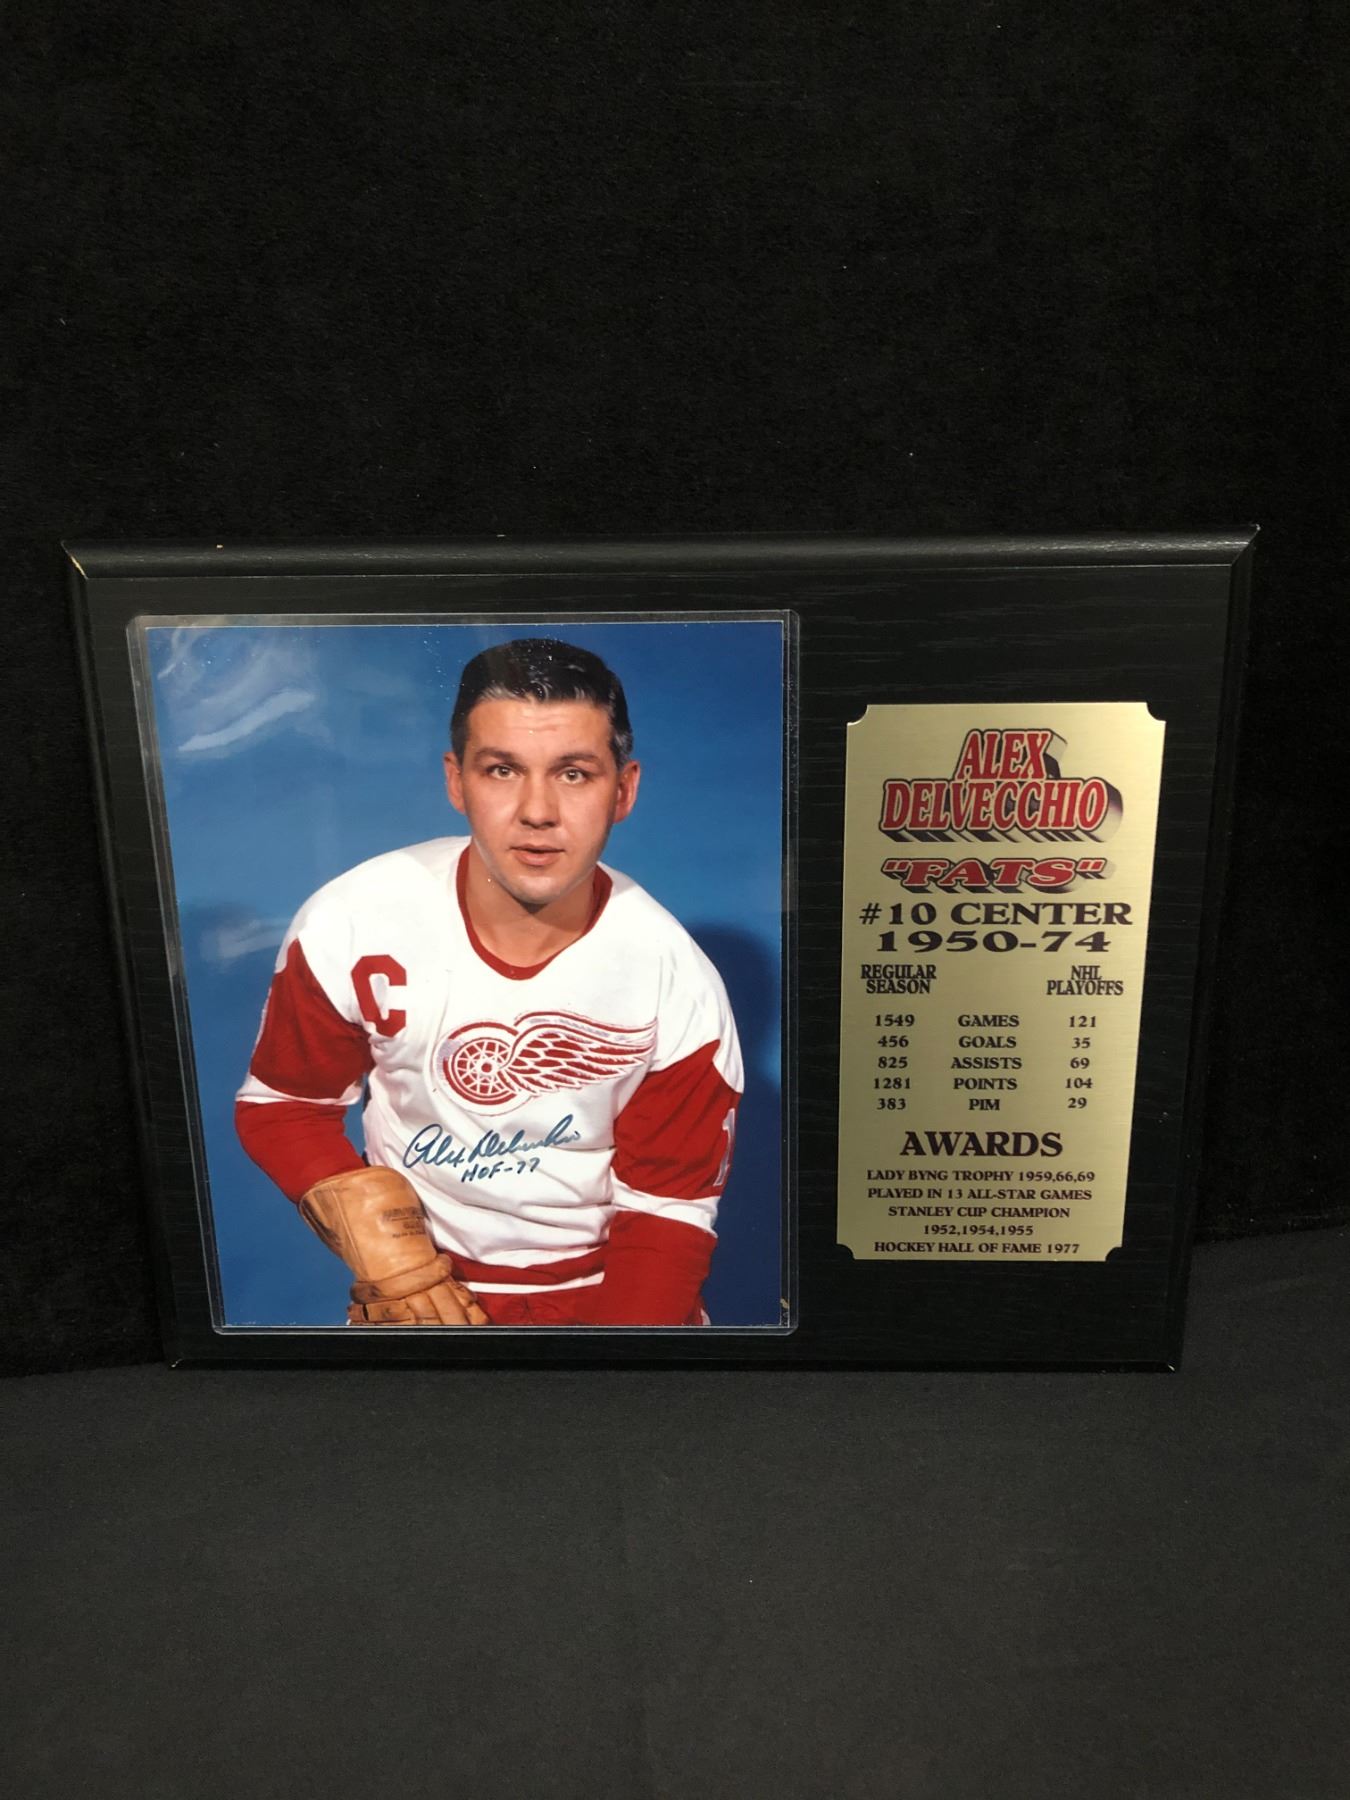 C
Alex Delvecchio
HOF-77
ALEX
DELVECCHIO
"FATS"
#10 CENTER
1950-74
REGULAR SEASON NHL PLAYOFFS
1549 GAMES 121
456 GOALS 35
825 ASSISTS 69
1281 POINTS 104
383 PIM 29
AWARDS
LADY BYNG TROPHY 1959,66,69
PLAYED IN 13 ALL-STAR GAMES
STANLEY CUP CHAMPION
1952,1954,1955
HOCKEY HALL OF FAME 1977